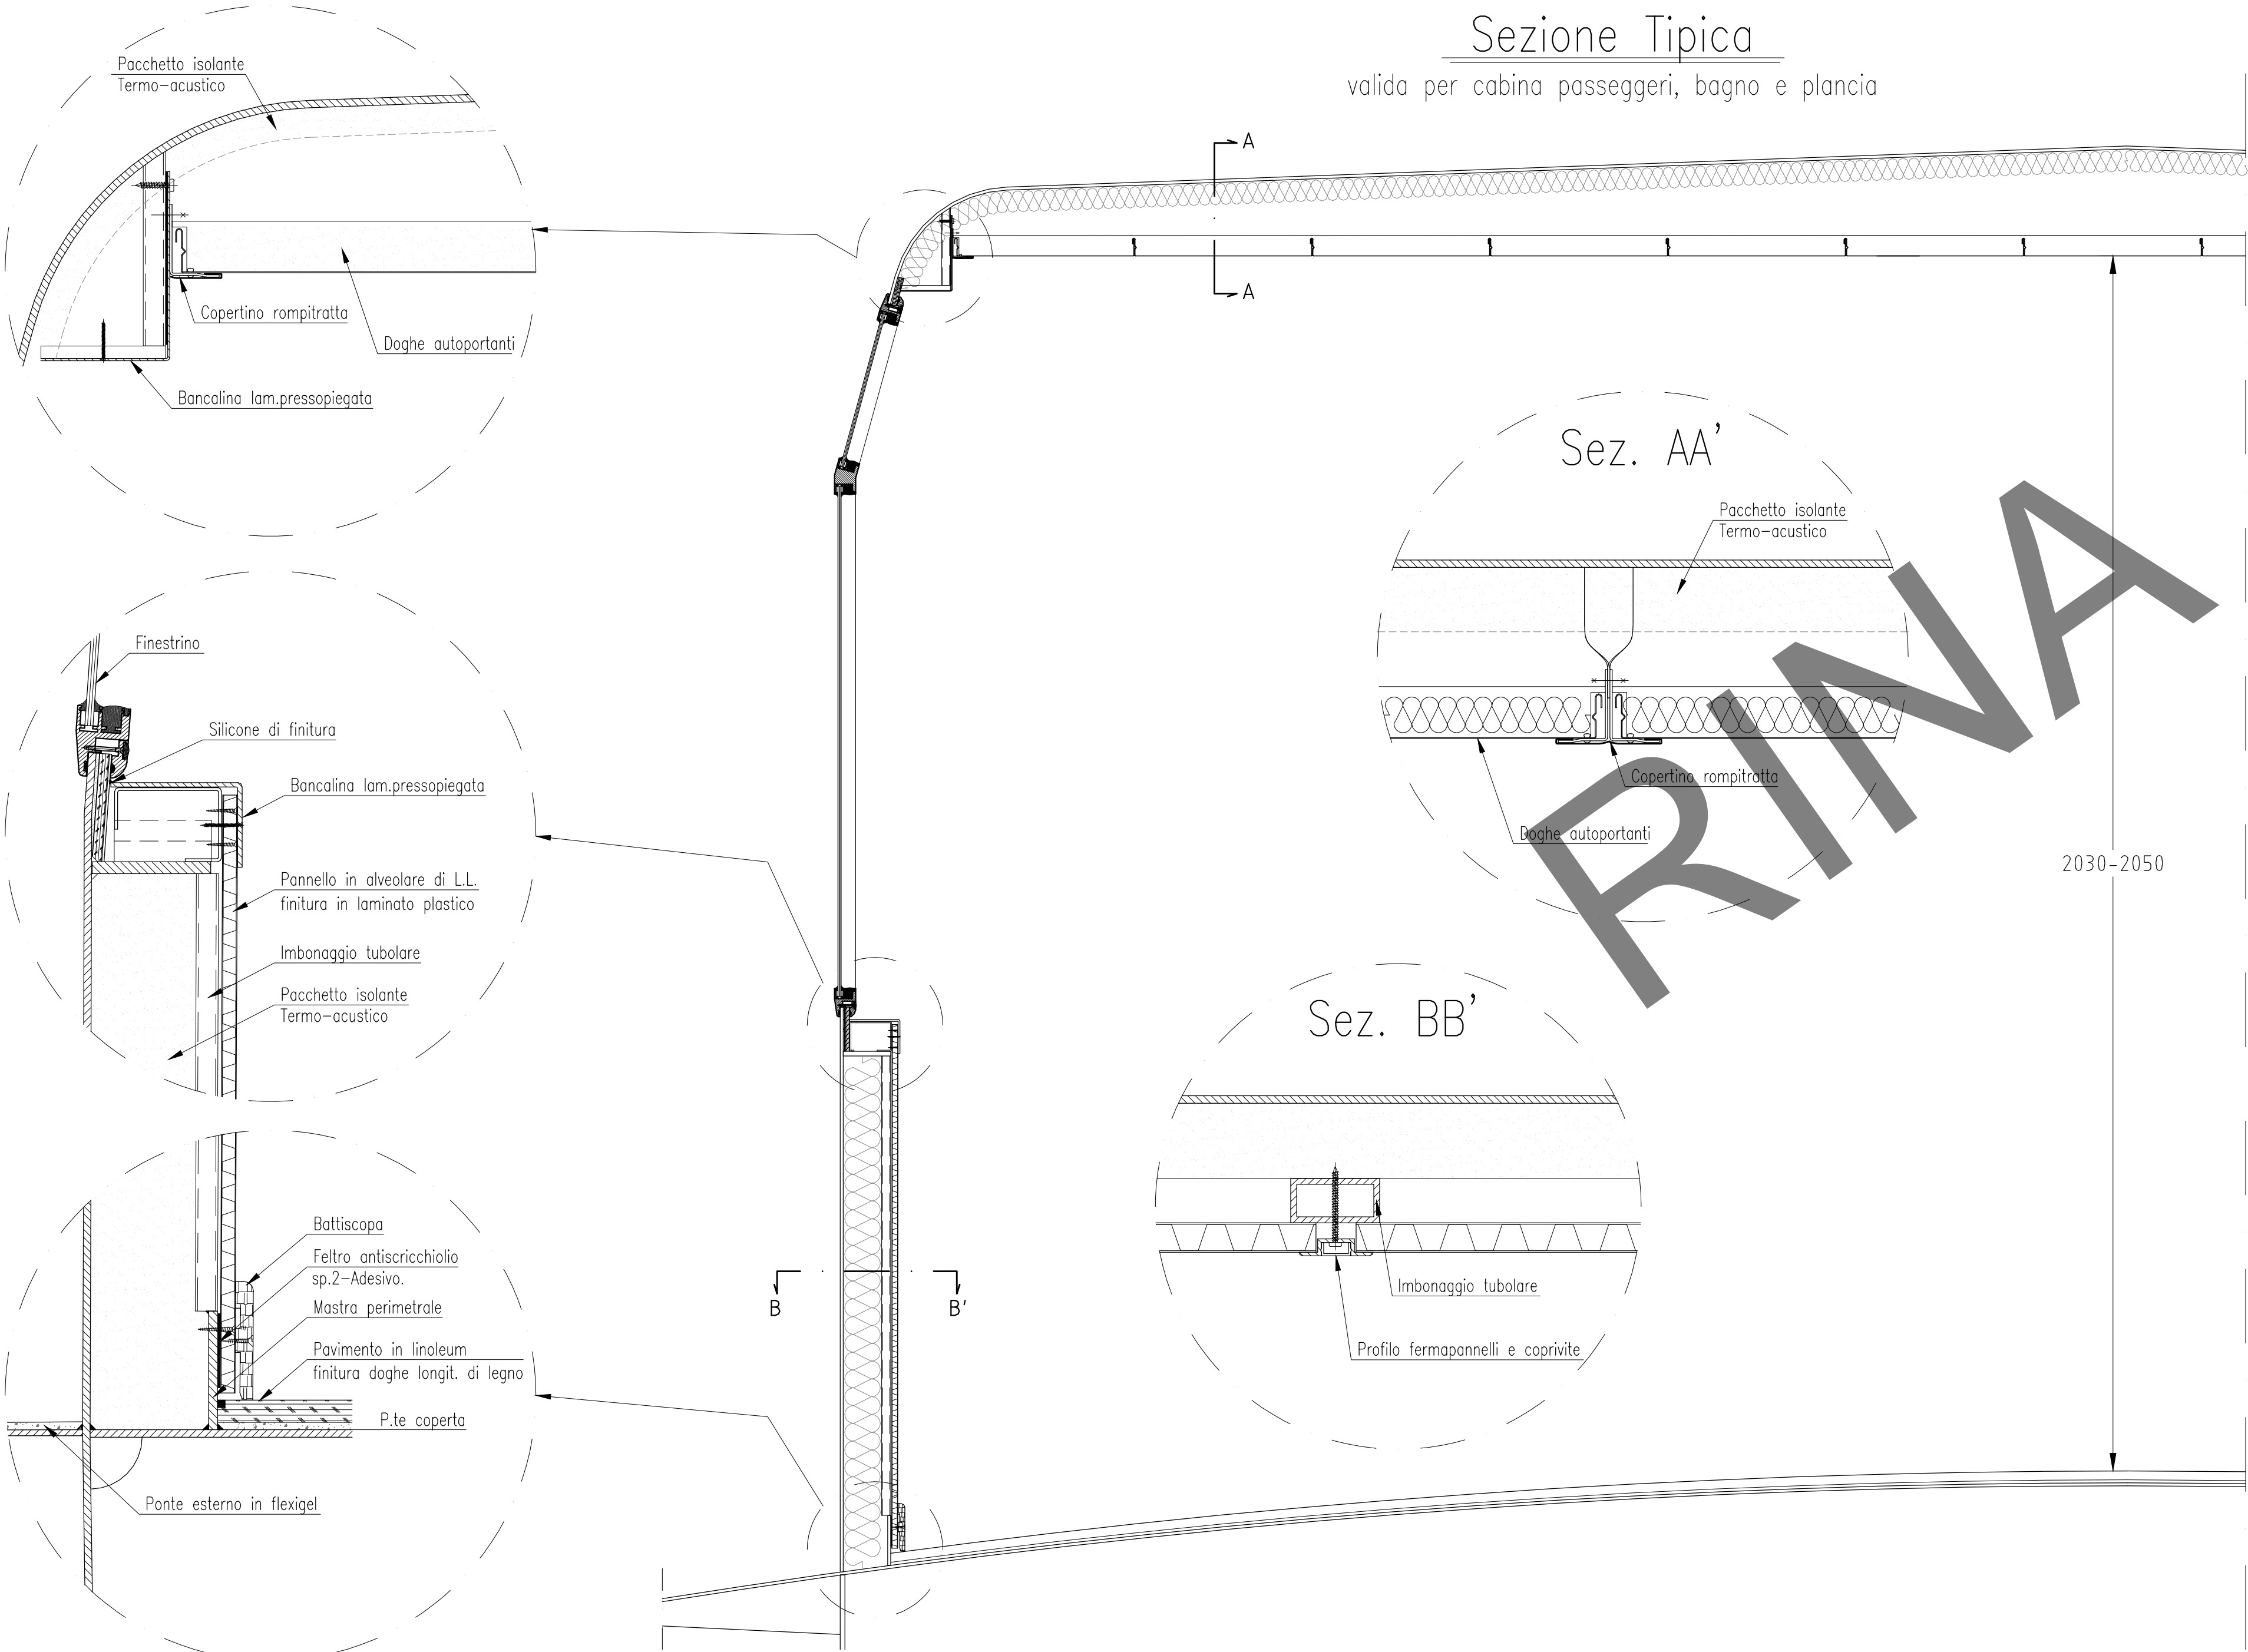 Sezione Tipica
valida per cabina passeggeri, bagno e plancia
Pacchetto isolante
Termo-acustico
Copertino rompitratta
Doghe autoportanti
Bancalina lam.pressopiegata
A
A
Sez. AA'
Pacchetto isolante
Termo-acustico
Copertino rompitratta
Doghe autoportanti
RINA
2030-2050
Finestrino
Silicone di finitura
Bancalina lam.pressopiegata
Pannello in alveolare di L.L.
finitura in laminato plastico
Imbonaggio tubolare
Pacchetto isolante
Termo-acustico
Sez. BB'
Imbonaggio tubolare
Profilo fermapannelli e coprivite
B
B'
Battiscopa
Feltro antiscricchiolio
sp.2-Adesivo.
Mastra perimetrale
Pavimento in linoleum
finitura doghe longit. di legno
P.te coperta
Ponte esterno in flexigel